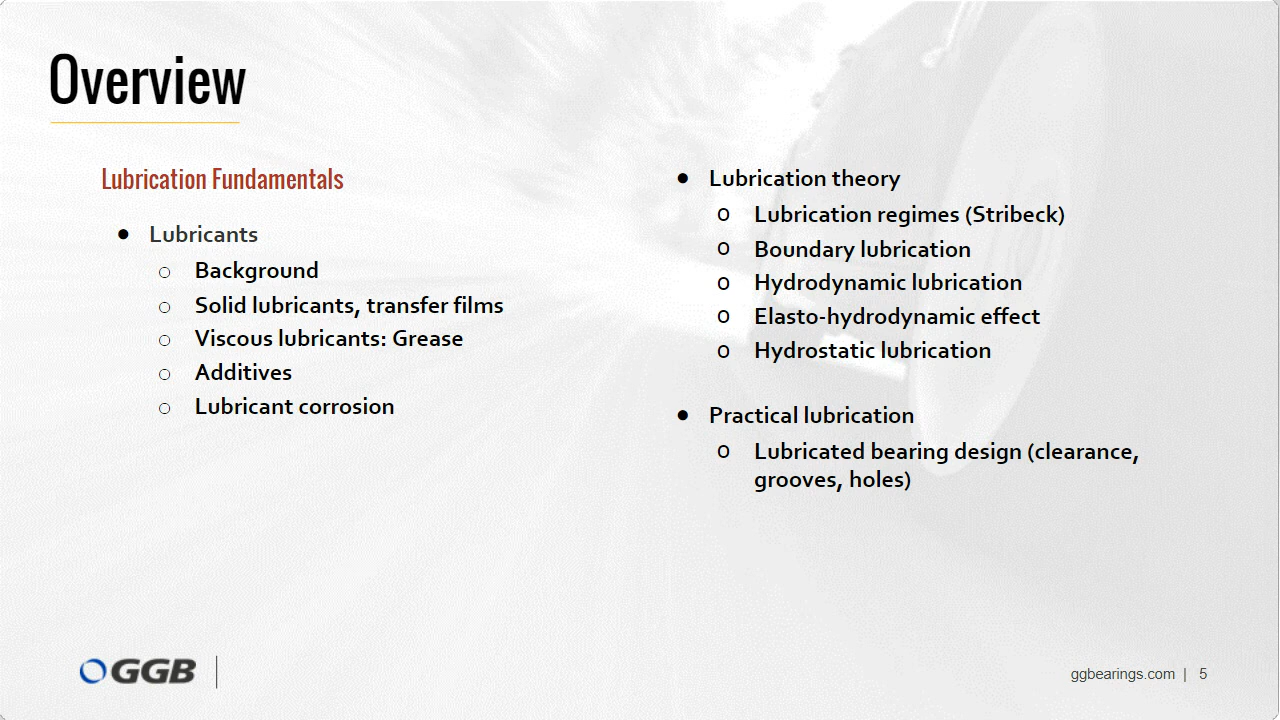 Overview
Lubrication Fundamentals
● Lubricants
○ Background
○ Solid lubricants, transfer films
○ Viscous lubricants: Grease
○ Additives
○ Lubricant corrosion
● Lubrication theory
o Lubrication regimes (Stribeck)
o Boundary lubrication
o Hydrodynamic lubrication
o Elasto-hydrodynamic effect
o Hydrostatic lubrication
● Practical lubrication
o Lubricated bearing design (clearance,
grooves, holes)
GGB
ggbearings.com | 5